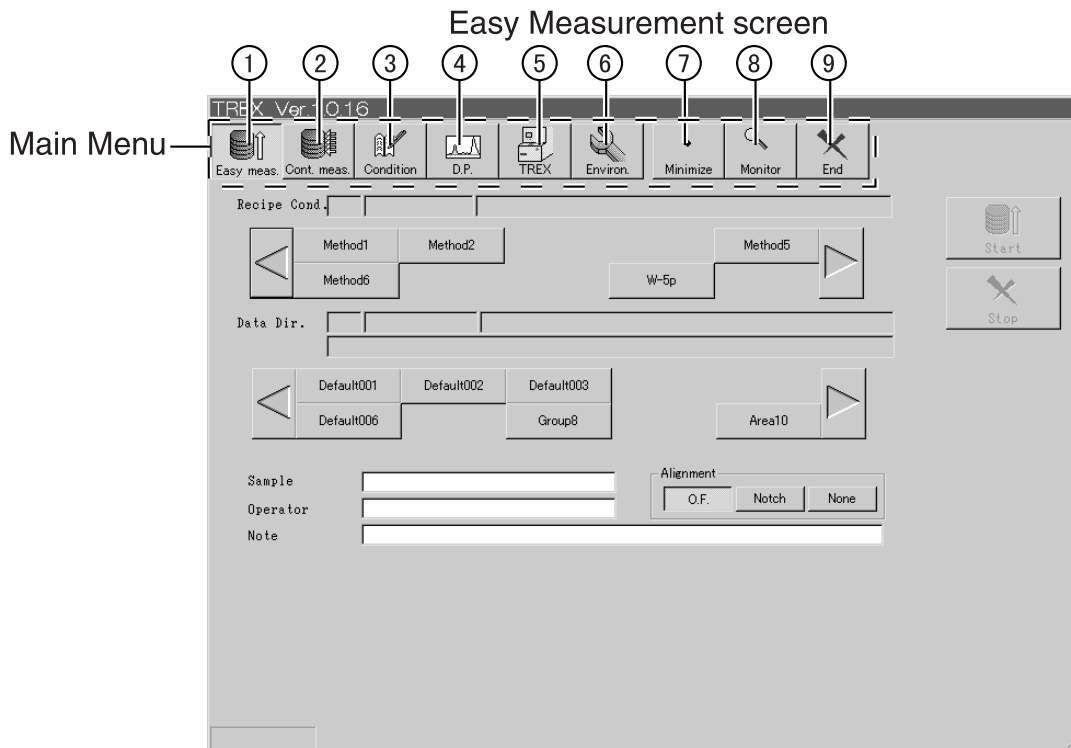 Easy Measurement screen
1 2 3 4 5 6 7 8 9
TREX Ver.1.0.16
Main Menu
Easy meas. Cont. meas. Condition D.P. TREX Environ. Minimize Monitor End
Recipe Cond.
Start
Method1 Method2 Method5
Method6 W-5p
Stop
Data Dir.
Default001 Default002 Default003
Default006 Group8 Area10
Sample
Alignment
O.F. Notch None
Operator
Note